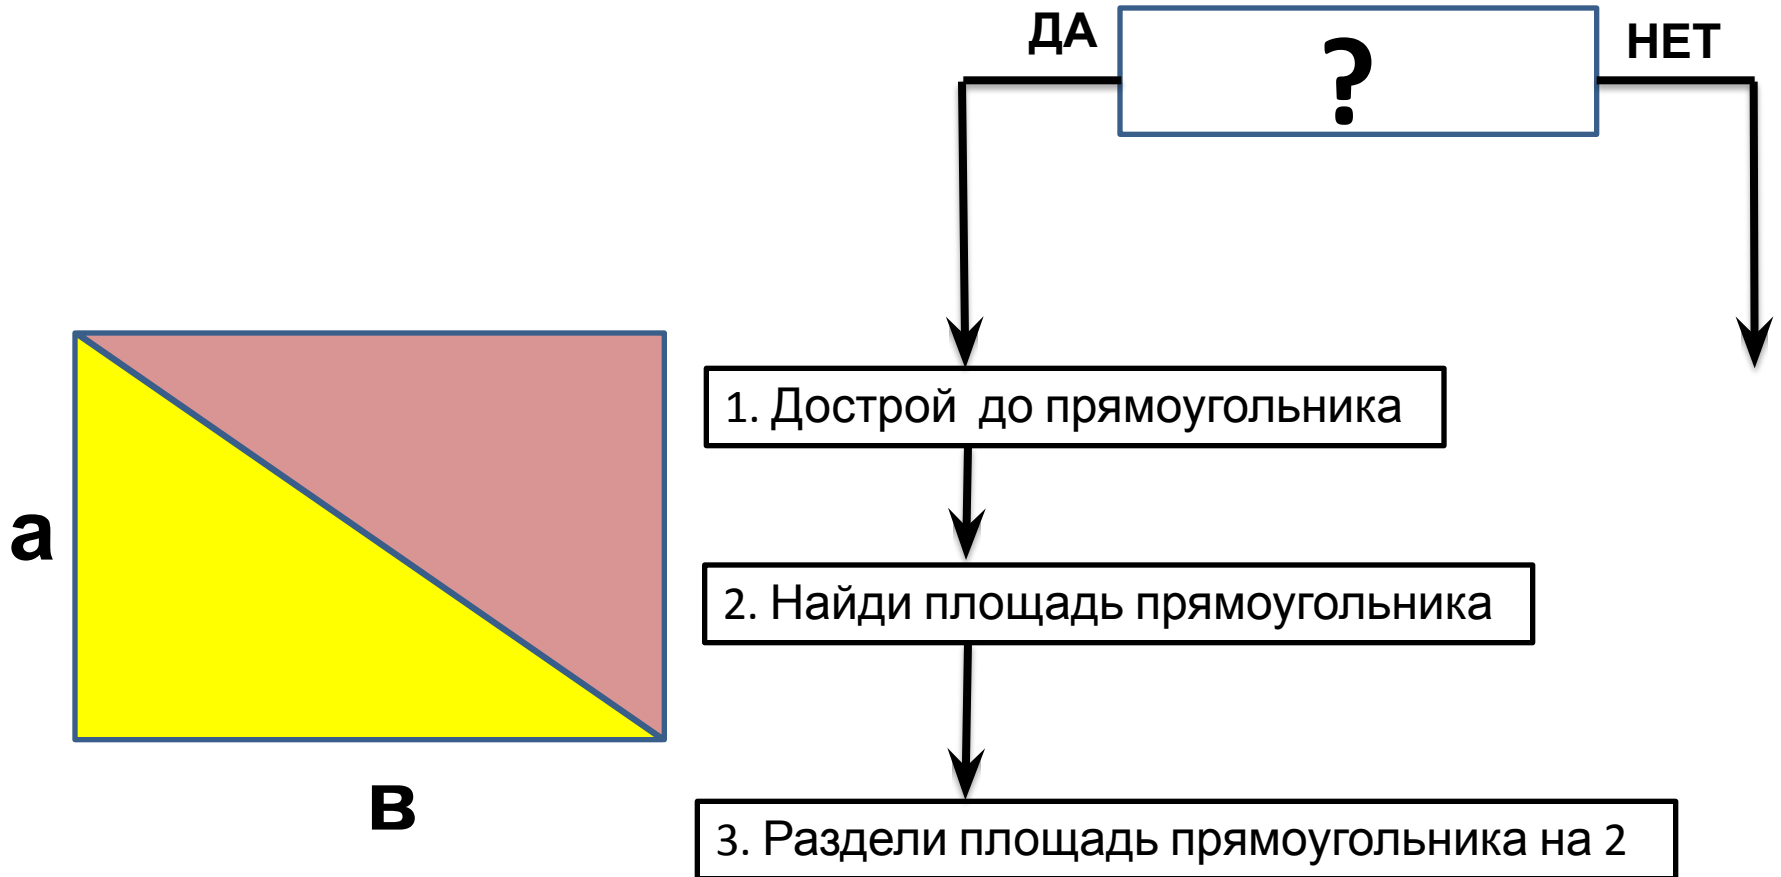 ДА
?
НЕТ
1. Дострой до прямоугольника
2. Найди площадь прямоугольника
а
в
3. Раздели площадь прямоугольника на 2